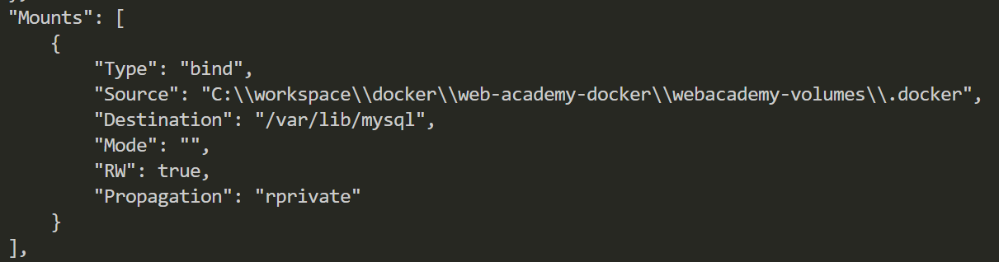 "Mounts": [
{
"Type": "bind",
"Source": "C:\\workspace\\docker\\web-academy-docker\\webacademy-volumes\\.docker",
"Destination": "/var/lib/mysql",
"Mode": "",
"RW": true,
"Propagation": "rprivate"
}
],